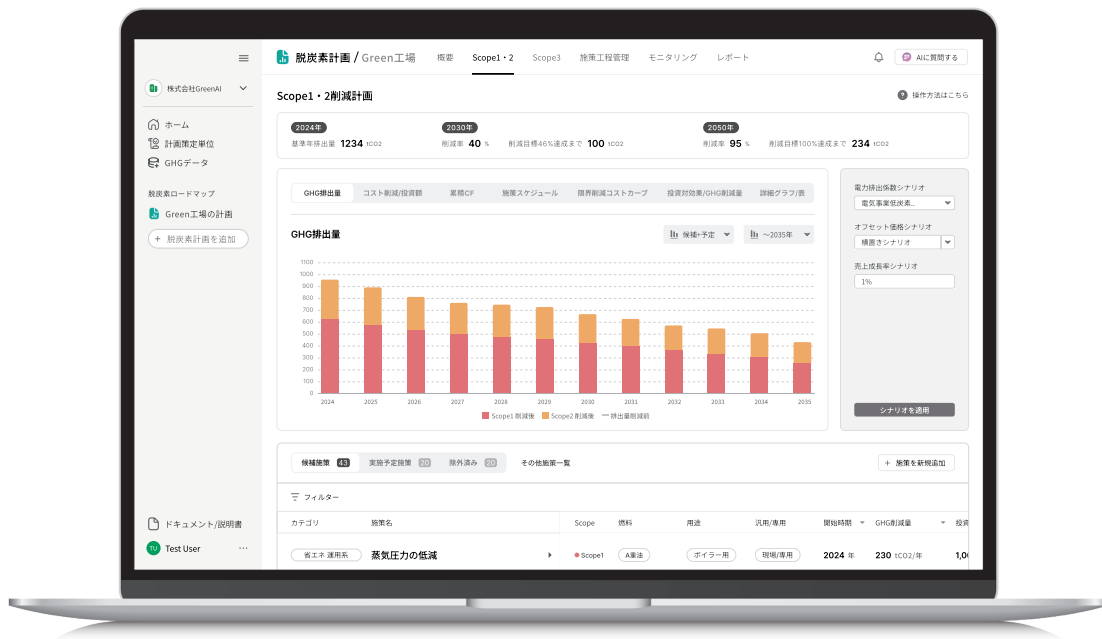 脱炭素計画 / Green工場
概要
Scope1・2
Scope3
施策工程管理
モニタリング
レポート
AIに質問する
株式会社GreenAI
ホーム
計画策定単位
GHGデータ
脱炭素ロードマップ
Green工場の計画
+ 脱炭素計画を追加
ドキュメント/説明書
TU Test User ...
Scope1・2削減計画
? 操作方法はこちら
2024年
基準年排出量 1234 tCO2
2030年
削減率 40 % 削減目標46%達成まで 100 tCO2
2050年
削減率 95 % 削減目標100%達成まで 234 tCO2
GHG排出量
コスト削減/投資額
累積CF
施策スケジュール
限界削減コストカーブ
投資対効果/GHG削減量
詳細グラフ/表
GHG排出量
候補+予定
～2035年
1100
1000
900
800
700
600
500
400
300
200
100
0
2024 2025 2026 2027 2028 2029 2030 2031 2032 2033 2034 2035
Scope1 削減後 Scope2 削減後 排出量削減前
電力排出係数シナリオ
電気事業低炭素..
オフセット価格シナリオ
横置きシナリオ
売上成長率シナリオ
1%
シナリオを適用
候補施策 43
実施予定施策 20
除外済み 20
その他施策一覧
+ 施策を新規追加
フィルター
カテゴリ 施策名 Scope 燃料 用途 汎用/専用 開始時期 GHG削減量 投資
省エネ 運用系 蒸気圧力の低減 Scope1 A重油 ボイラー用 現場/専用 2024 年 230 tCO2/年 1,0